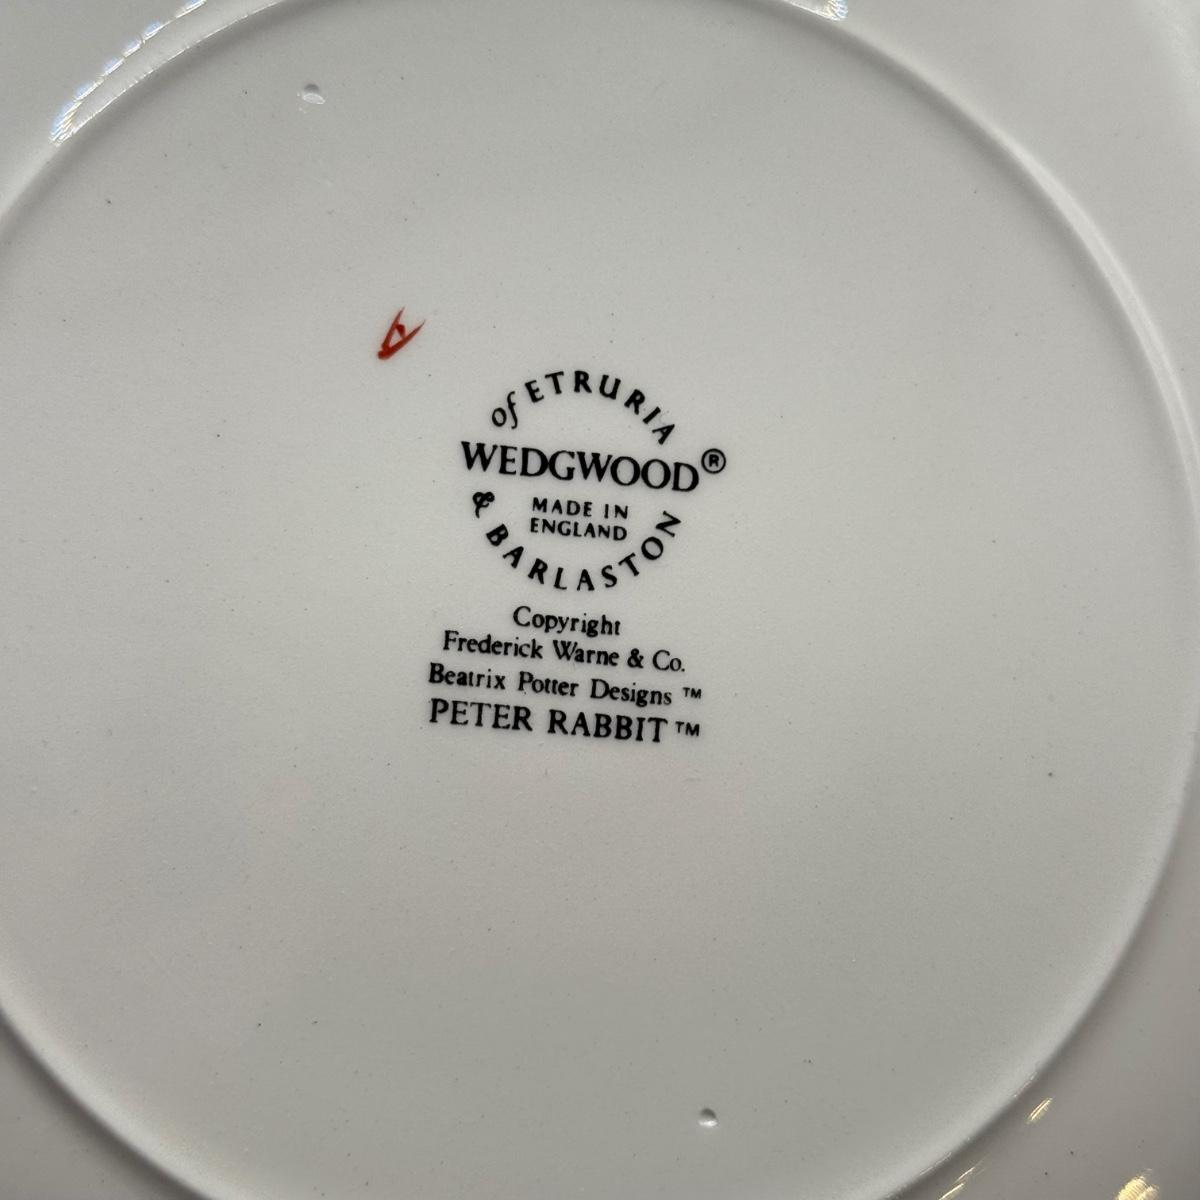 of ETRURIA
WEDGWOOD®
MADE IN
ENGLAND
& BARLASTON
Copyright
Frederick Warne & Co.
Beatrix Potter Designs ™
PETER RABBIT ™